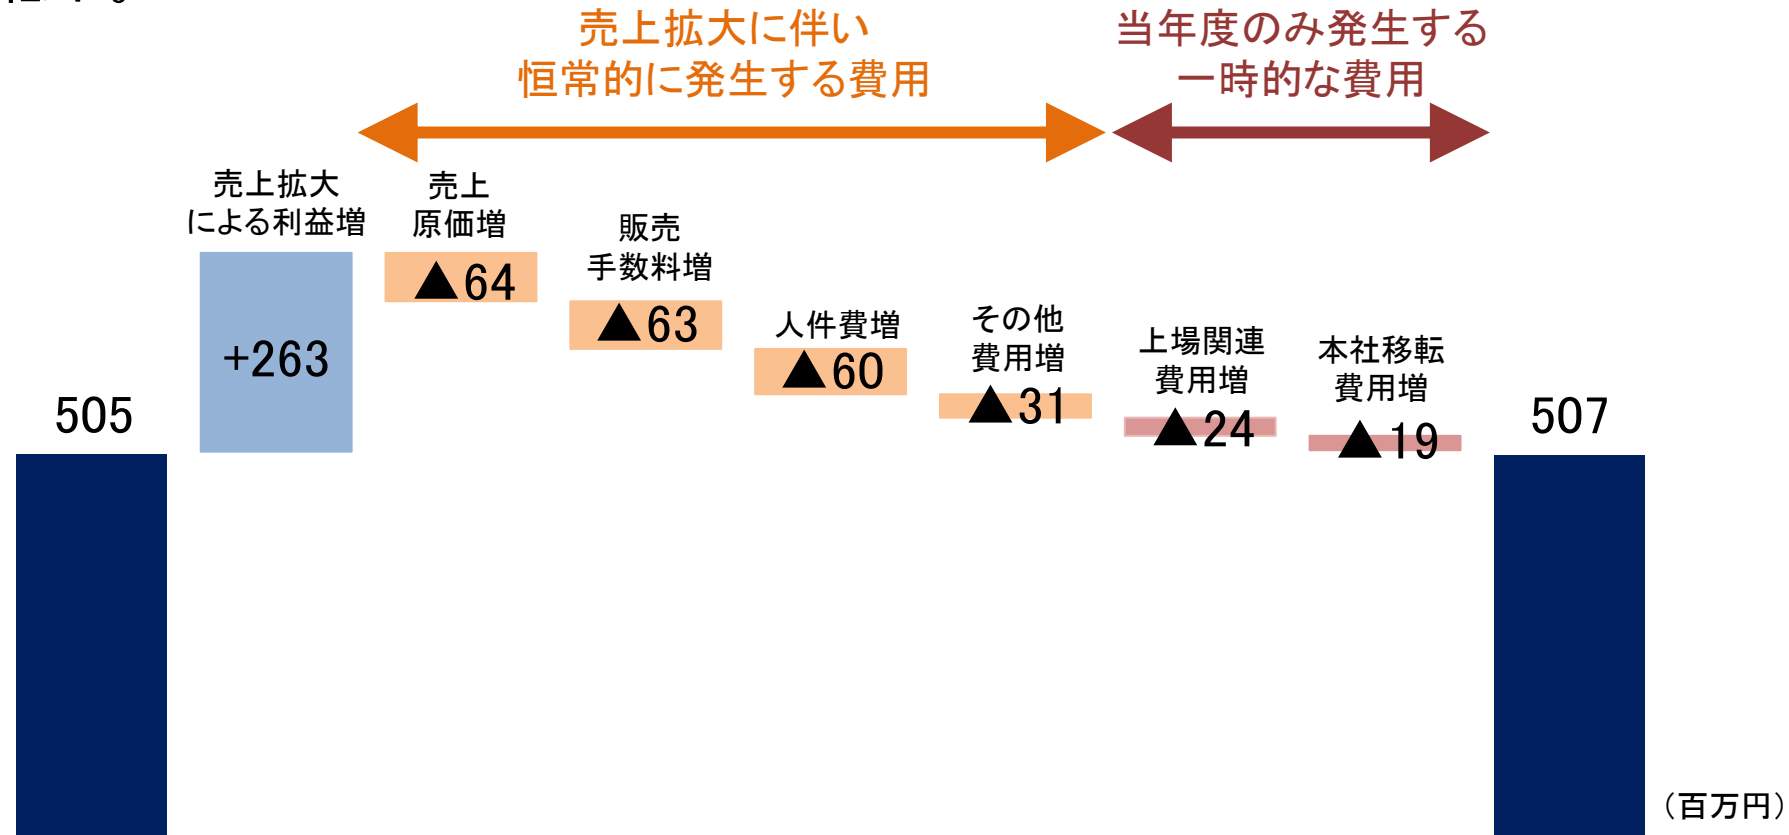 売上拡大に伴い
恒常的に発生する費用
当年度のみ発生する
一時的な費用
売上拡大
による利益増
+263
売上
原価増
▲64
販売
手数料増
▲63
人件費増
▲60
その他
費用増
▲31
上場関連
費用増
▲24
本社移転
費用増
▲19
505
507
(百万円)